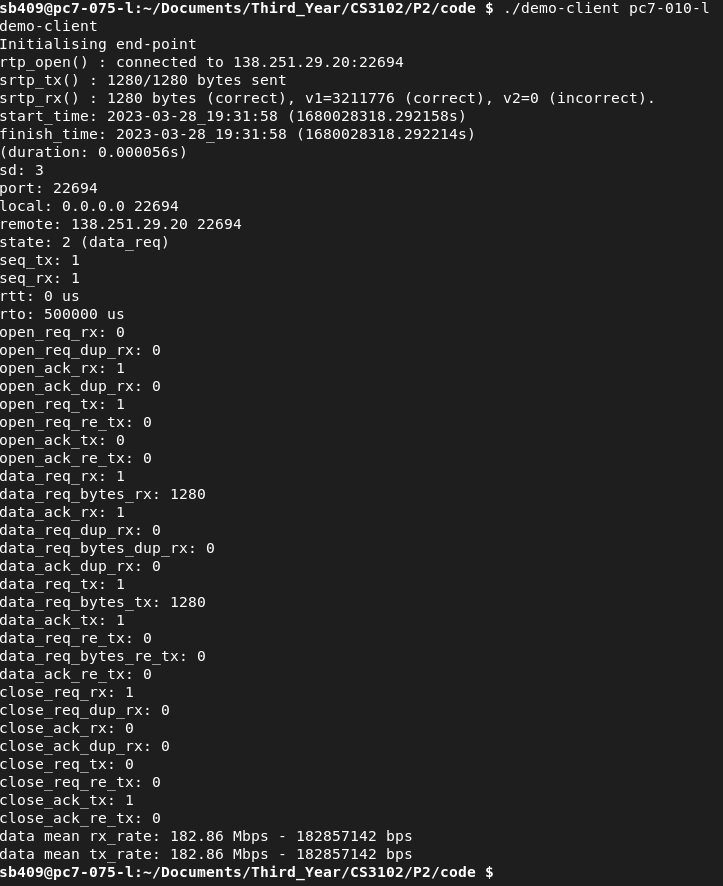 sb409@pc7-075-l:~/Documents/Third_Year/CS3102/P2/code $ ./demo-client pc7-010-l
demo-client
Initialising end-point
rtp_open() : connected to 138.251.29.20:22694
srtp_tx() : 1280/1280 bytes sent
srtp_rx() : 1280 bytes (correct), v1=3211776 (correct), v2=0 (incorrect).
start_time: 2023-03-28_19:31:58 (1680028318.292158s)
finish_time: 2023-03-28_19:31:58 (1680028318.292214s)
(duration: 0.000056s)
sd: 3
port: 22694
local: 0.0.0.0 22694
remote: 138.251.29.20 22694
state: 2 (data_req)
seq_tx: 1
seq_rx: 1
rtt: 0 us
rto: 500000 us
open_req_rx: 0
open_req_dup_rx: 0
open_ack_rx: 1
open_ack_dup_rx: 0
open_req_tx: 1
open_req_re_tx: 0
open_ack_tx: 0
open_ack_re_tx: 0
data_req_rx: 1
data_req_bytes_rx: 1280
data_ack_rx: 1
data_req_dup_rx: 0
data_req_bytes_dup_rx: 0
data_ack_dup_rx: 0
data_req_tx: 1
data_req_bytes_tx: 1280
data_ack_tx: 1
data_req_re_tx: 0
data_req_bytes_re_tx: 0
data_ack_re_tx: 0
close_req_rx: 1
close_req_dup_rx: 0
close_ack_rx: 0
close_ack_dup_rx: 0
close_req_tx: 0
close_req_re_tx: 0
close_ack_tx: 1
close_ack_re_tx: 0
data mean rx_rate: 182.86 Mbps - 182857142 bps
data mean tx_rate: 182.86 Mbps - 182857142 bps
sb409@pc7-075-l:~/Documents/Third_Year/CS3102/P2/code $